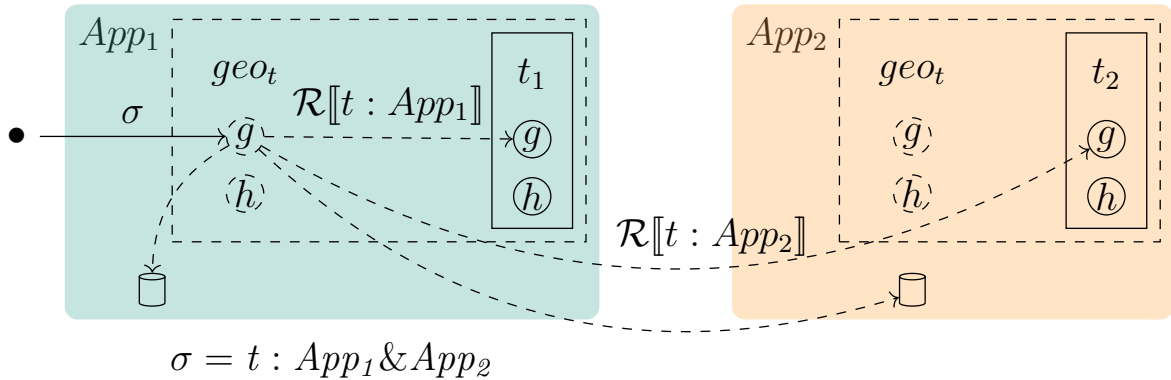 App₁
geoₜ
t₁
σ
ℛ⟦t : App₁⟧
g
g
h
h
App₂
geoₜ
t₂
g
g
h
h
ℛ⟦t : App₂⟧
σ = t : App₁&App₂